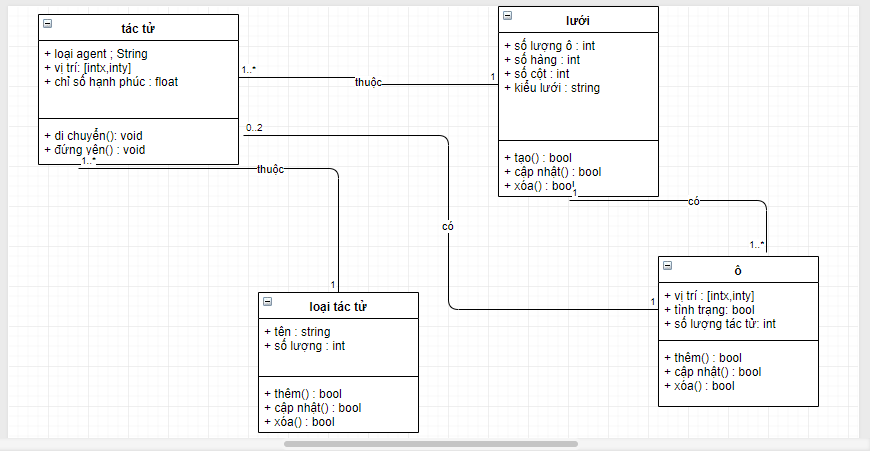 tác tử
+ loại agent ; String
+ vị trí: [intx,inty]
+ chỉ số hạnh phúc : float
+ di chuyển(): void
+ đứng yên() : void
lưới
+ số lượng ô : int
+ số hàng : int
+ số cột : int
+ kiểu lưới : string
+ tạo() : bool
+ cập nhật() : bool
+ xóa() : bool
1..*
thuộc
1
0..2
có
1
1..*
thuộc
1
1
có
1..*
loại tác tử
+ tên : string
+ số lượng : int
+ thêm() : bool
+ cập nhật() : bool
+ xóa() : bool
ô
+ vị trí : [intx,inty]
+ tình trạng: bool
+ số lượng tác tử: int
+ thêm() : bool
+ cập nhật() : bool
+ xóa() : bool